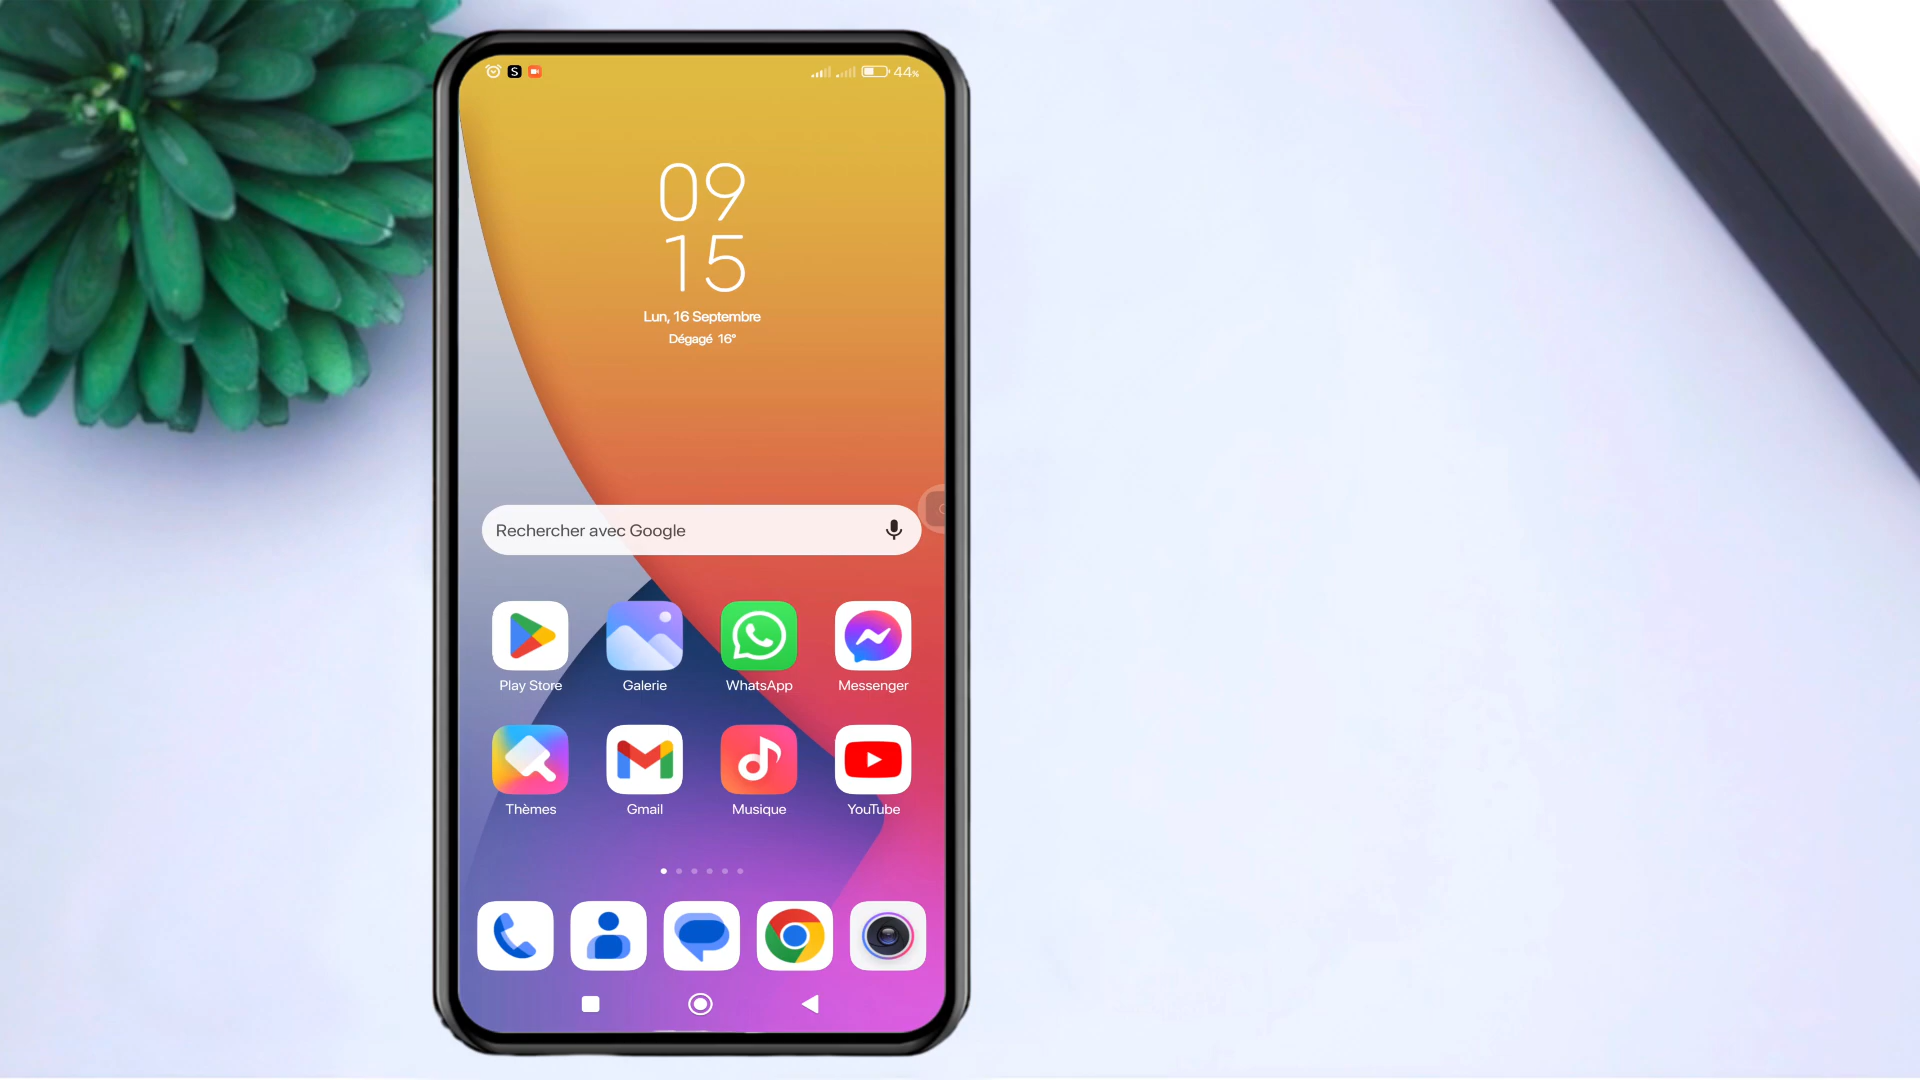 S 44%
09
15
Lun, 16 Septembre
Dégagé 16°
Rechercher avec Google
Play Store Galerie WhatsApp Messenger
Thèmes Gmail Musique YouTube